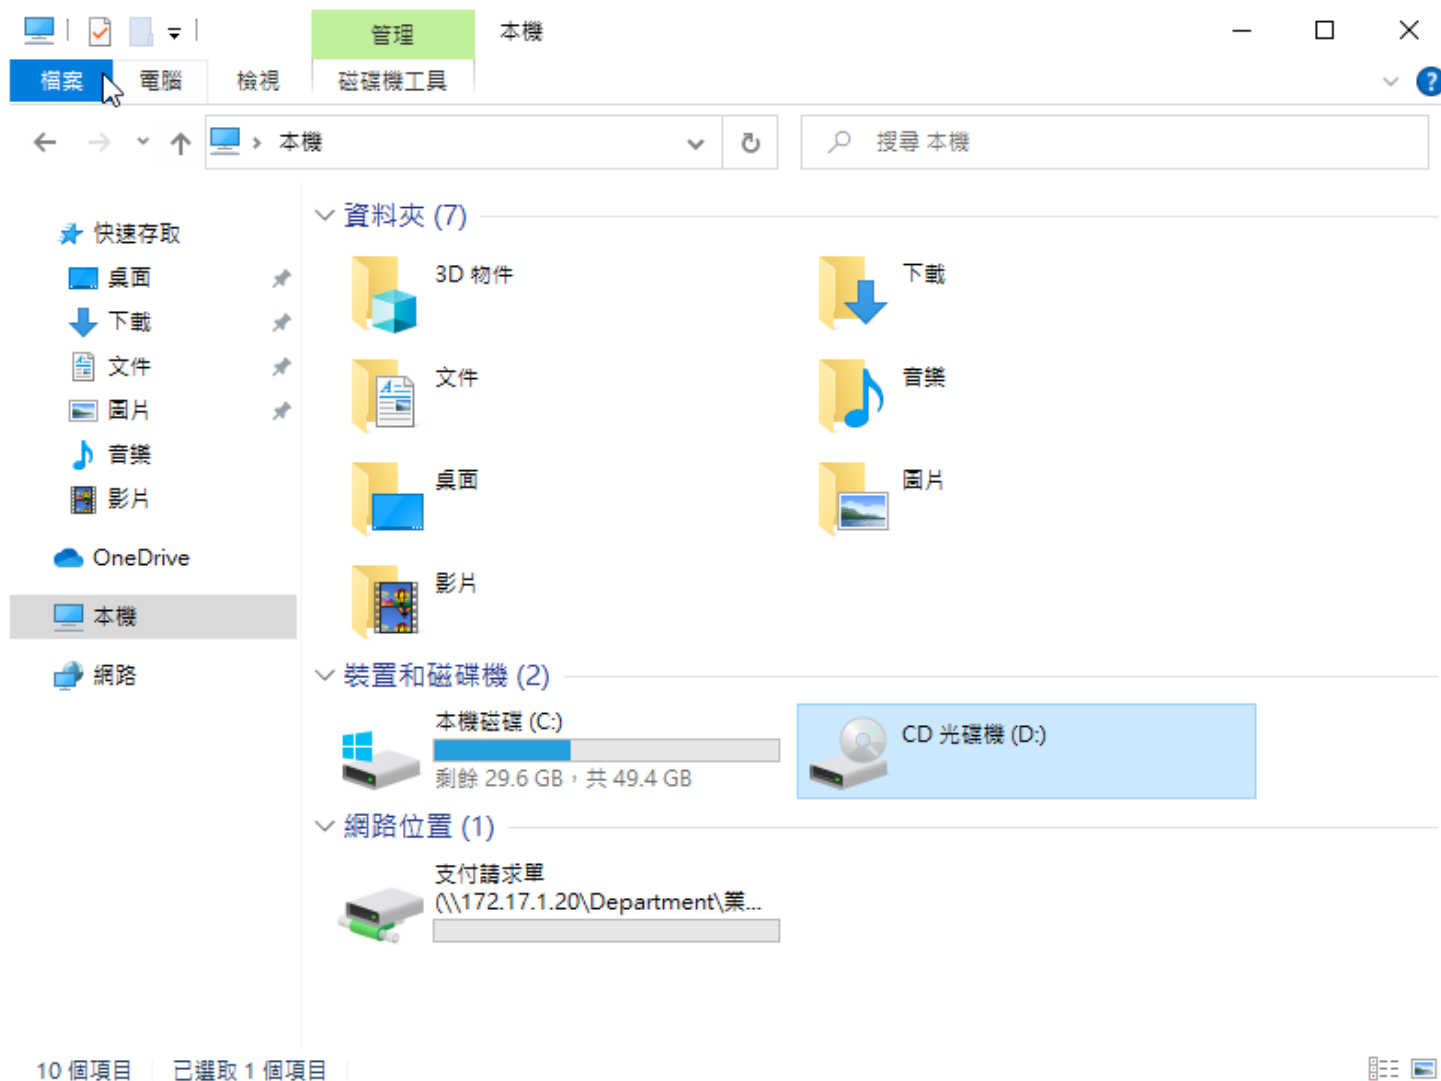 管理
本機
檔案
電腦
檢視
磁碟機工具
本機
搜尋 本機
快速存取
桌面
下載
文件
圖片
音樂
影片
OneDrive
本機
網路
資料夾 (7)
3D 物件
下載
文件
音樂
桌面
圖片
影片
裝置和磁碟機 (2)
本機磁碟 (C:)
剩餘 29.6 GB，共 49.4 GB
CD 光碟機 (D:)
網路位置 (1)
支付請求單
(\\172.17.1.20\Department\業...
10 個項目
已選取 1 個項目